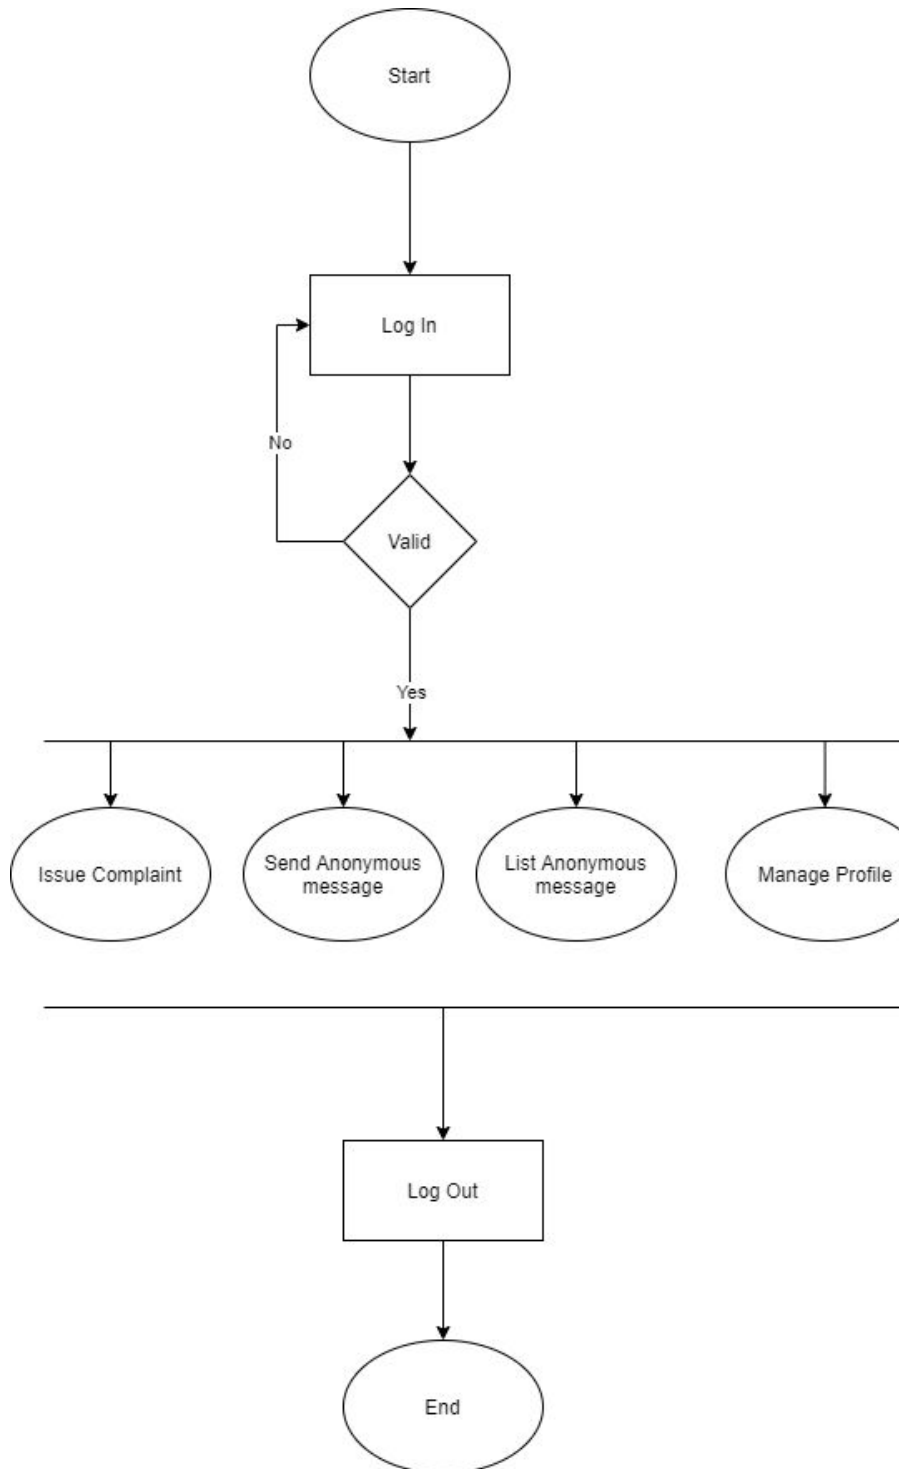 Start
Log In
No
Valid
Yes
Issue Complaint
Send Anonymous
message
List Anonymous
message
Manage Profile
Log Out
End